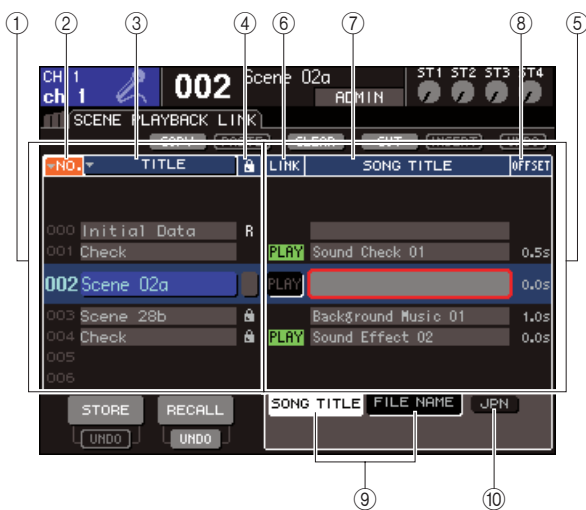 ① ② ③ ④ ⑥ ⑦ ⑧ ⑤
CH 1
ch 1
002
Scene 02a
ADMIN
ST1 ST2 ST3 ST4
SCENE PLAYBACK LINK
COPY PASTE CLEAR CUT INSERT UNDO
NO. TITLE LINK SONG TITLE OFFSET
000 Initial Data R
001 Check PLAY Sound Check 01 0.5s
002 Scene 02a PLAY 0.0s
003 Scene 28b Background Music 01 1.0s
004 Check PLAY Sound Effect 02 0.0s
005
006
STORE RECALL SONG TITLE FILE NAME JPN
UNDO UNDO
⑨ ⑩